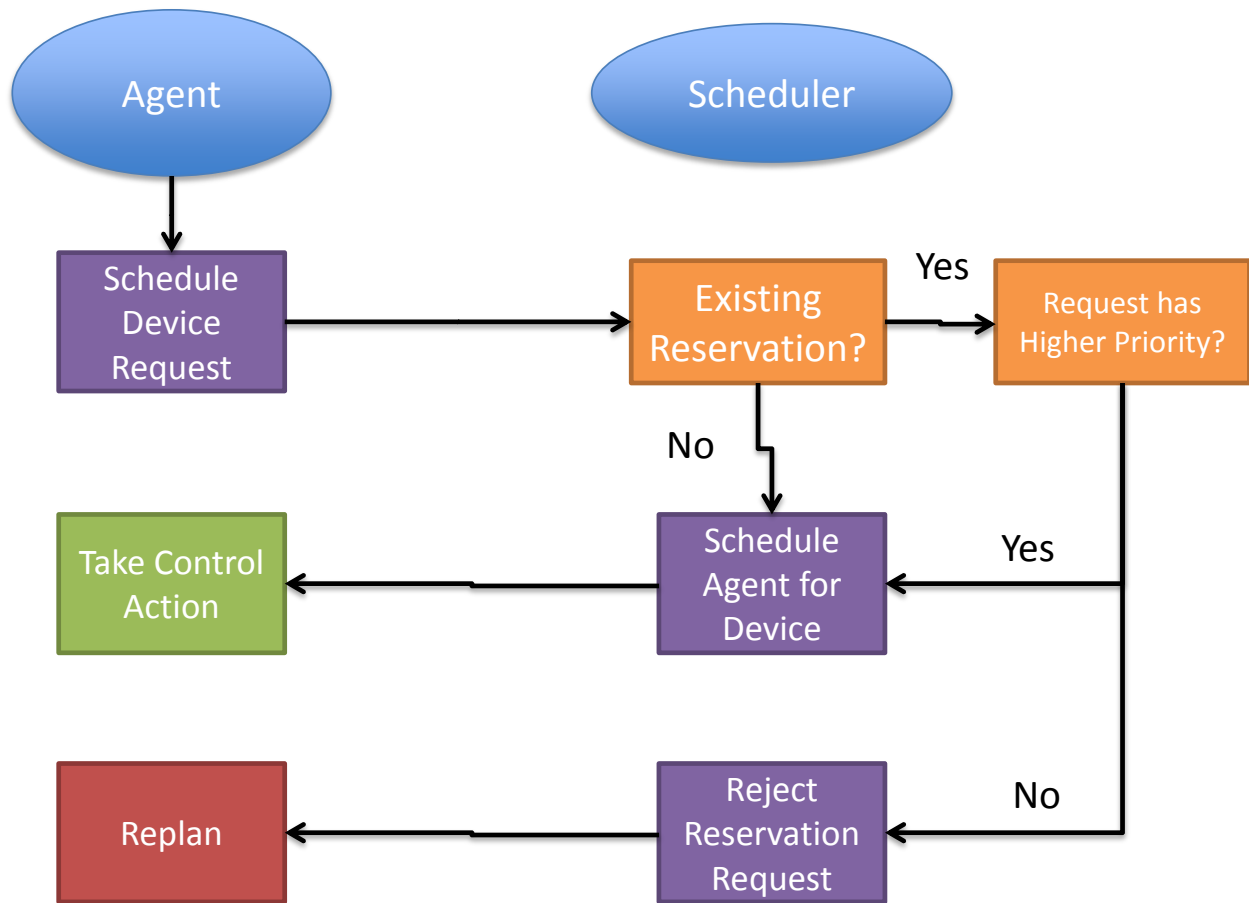 Agent
Scheduler
Schedule
Device
Request
Existing
Reservation?
Yes
Request has
Higher Priority?
No
Take Control
Action
Schedule
Agent for
Device
Yes
Replan
Reject
Reservation
Request
No